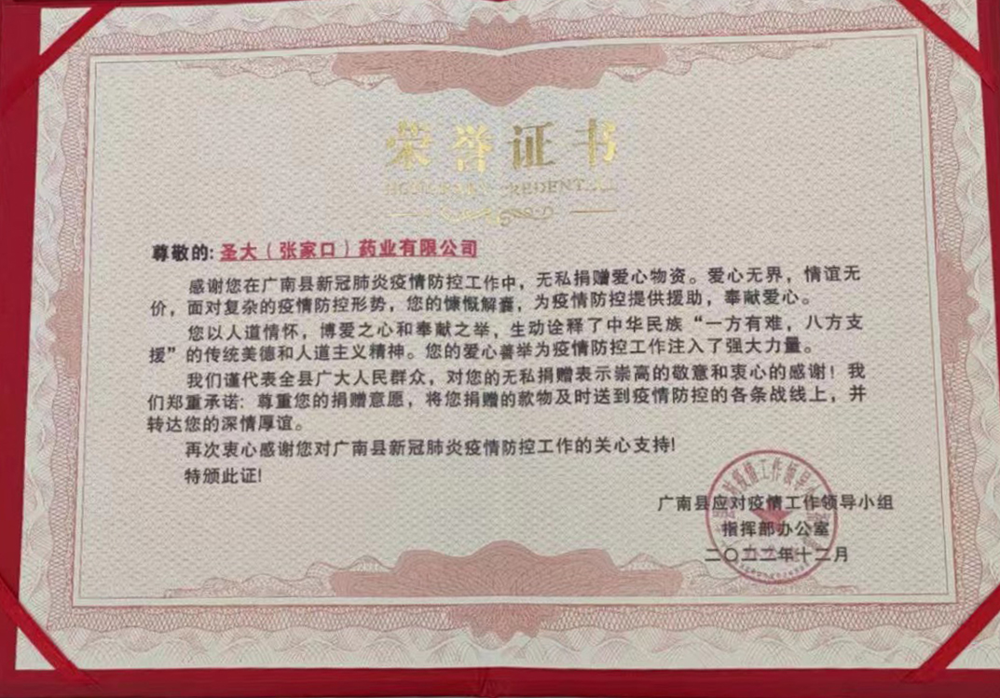 荣誉证书
尊敬的:圣大（张家口）药业有限公司
感谢您在广南县新冠肺炎疫情防控工作中，无私捐赠爱心物资。爱心无界，情谊无
价，面对复杂的疫情防控形势，您的慷慨解囊，为疫情防控提供援助，奉献爱心。
您以人道情怀，博爱之心和奉献之举，生动诠释了中华民族“一方有难，八方支
援”的传统美德和人道主义精神。您的爱心善举为疫情防控工作注入了强大力量。
我们谨代表全县广大人民群众，对您的无私捐赠表示崇高的敬意和衷心的感谢！我
们郑重承诺：尊重您的捐赠意愿，将您捐赠的款物及时送到疫情防控的各条战线上，并
转达您的深情厚谊。
再次衷心感谢您对广南县新冠肺炎疫情防控工作的关心支持!
特颁此证!
广南县应对疫情工作领导小组
指挥部办公室
二〇二二年十二月